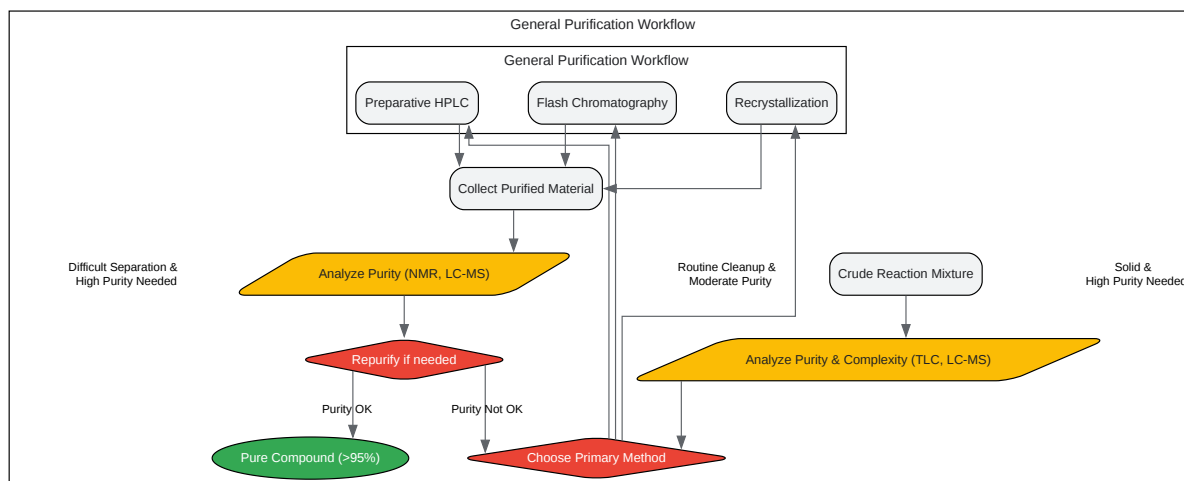 General Purification Workflow
General Purification Workflow
Preparative HPLC
Flash Chromatography
Recrystallization
Collect Purified Material
Difficult Separation &
High Purity Needed
Analyze Purity (NMR, LC-MS)
Routine Cleanup &
Moderate Purity
Crude Reaction Mixture
Solid &
High Purity Needed
Repurify if needed
Analyze Purity & Complexity (TLC, LC-MS)
Purity OK
Purity Not OK
Pure Compound (>95%)
Choose Primary Method